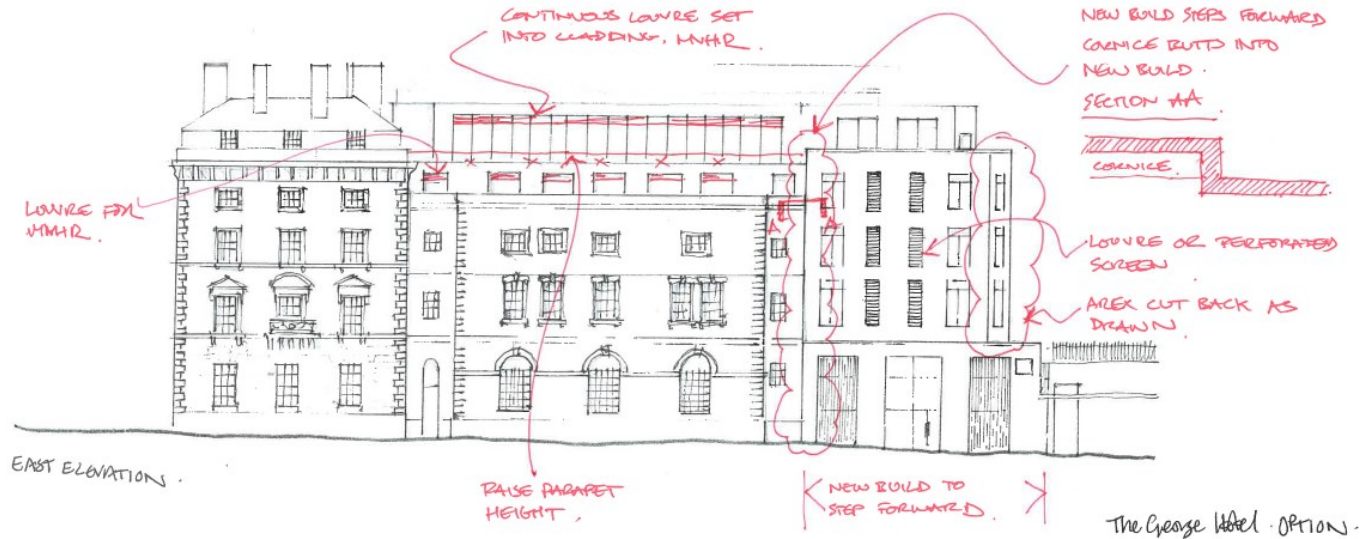 CONTINUOUS LOUVRE SET
INTO CLADDING. MVHR.
NEW BUILD STEPS FORWARD
CORNICE BUTTS INTO
NEW BUILD.
SECTION AA
CORNICE.
LOUVRE FOR
MVHR.
A
A
LOUVRE OR PERFORATED
SCREEN
AREA CUT BACK AS
DRAWN.
EAST ELEVATION.
RAISE PARAPET
HEIGHT.
NEW BUILD TO
STEP FORWARD.
The George Hotel. OPTION.